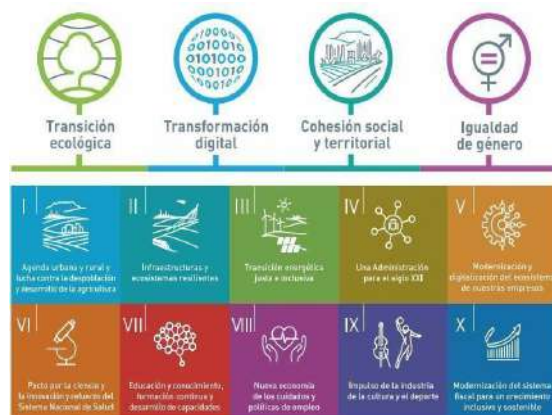 Transición
ecológica
Transformación
digital
Cohesión social
y territorial
Igualdad
de género
I
Agenda urbana y rural y
lucha contra la despoblación
y desarrollo de la agricultura
II
Infraestructuras y
ecosistemas resilientes
III
Transición energética
justa e inclusiva
IV
Una Administración
para el siglo XXI
V
Modernización y
digitalización del ecosistema
de nuestras empresas
VI
Pacto por la ciencia y
la innovación y refuerzo del
Sistema Nacional de Salud
VII
Educación y conocimiento,
formación continua y
desarrollo de capacidades
VIII
Nueva economía
de los cuidados y
políticas de empleo
IX
Impulso de la industria
de la cultura y el deporte
X
Modernización del sistema
fiscal para un crecimiento
inclusivo y sostenible